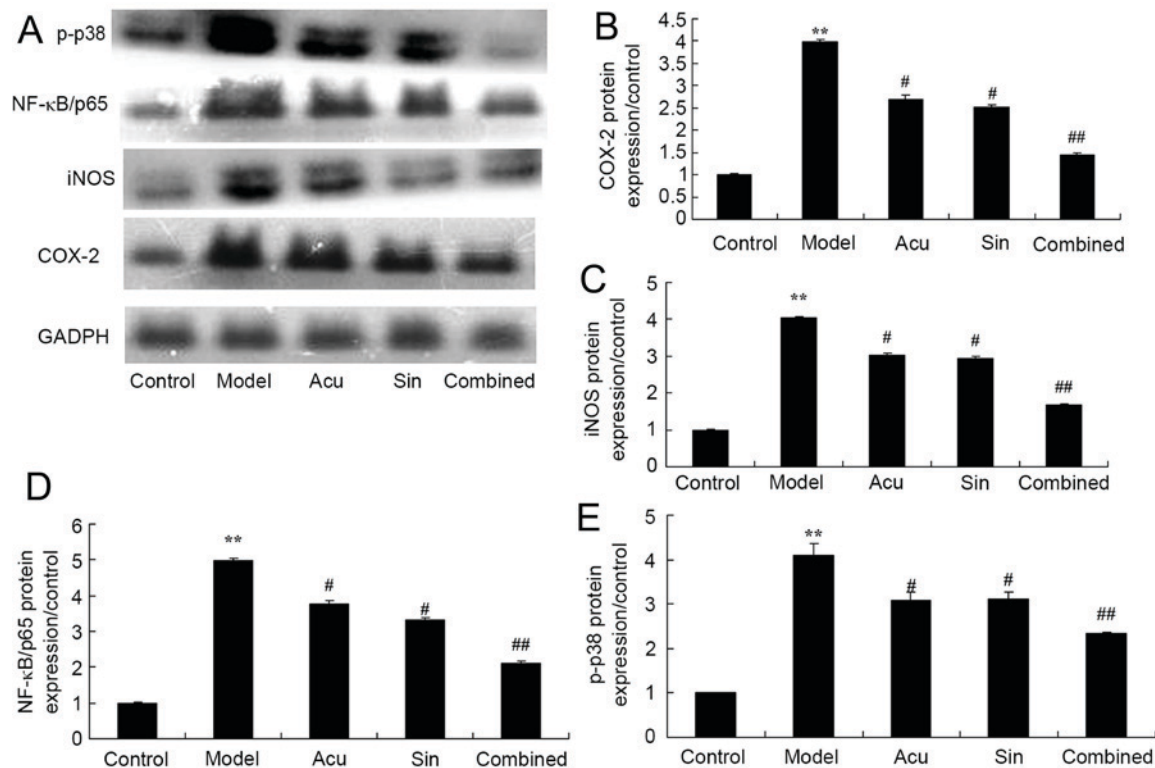 A
p-p38
NF-κB/p65
iNOS
COX-2
GADPH
Control Model Acu Sin Combined
B
COX-2 protein
expression/control
4.5
4
3.5
2.5
2
1.5
1
0.5
0
**
#
#
##
Control Model Acu Sin Combined
C
iNOS protein
expression/control
5
4
3
2
1
0
**
#
#
##
Control Model Acu Sin Combined
D
NF-κB/p65 protein
expression/control
6
5
4
3
2
1
0
**
#
#
##
Control Model Acu Sin Combined
E
p-p38 protein
expression/control
5
4
3
2
1
0
**
#
#
##
Control Model Acu Sin Combined